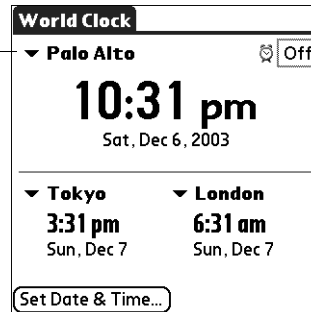 World Clock
Palo Alto Off
10:31 pm
Sat, Dec 6, 2003
Tokyo London
3:31 pm 6:31 am
Sun, Dec 7 Sun, Dec 7
Set Date & Time...